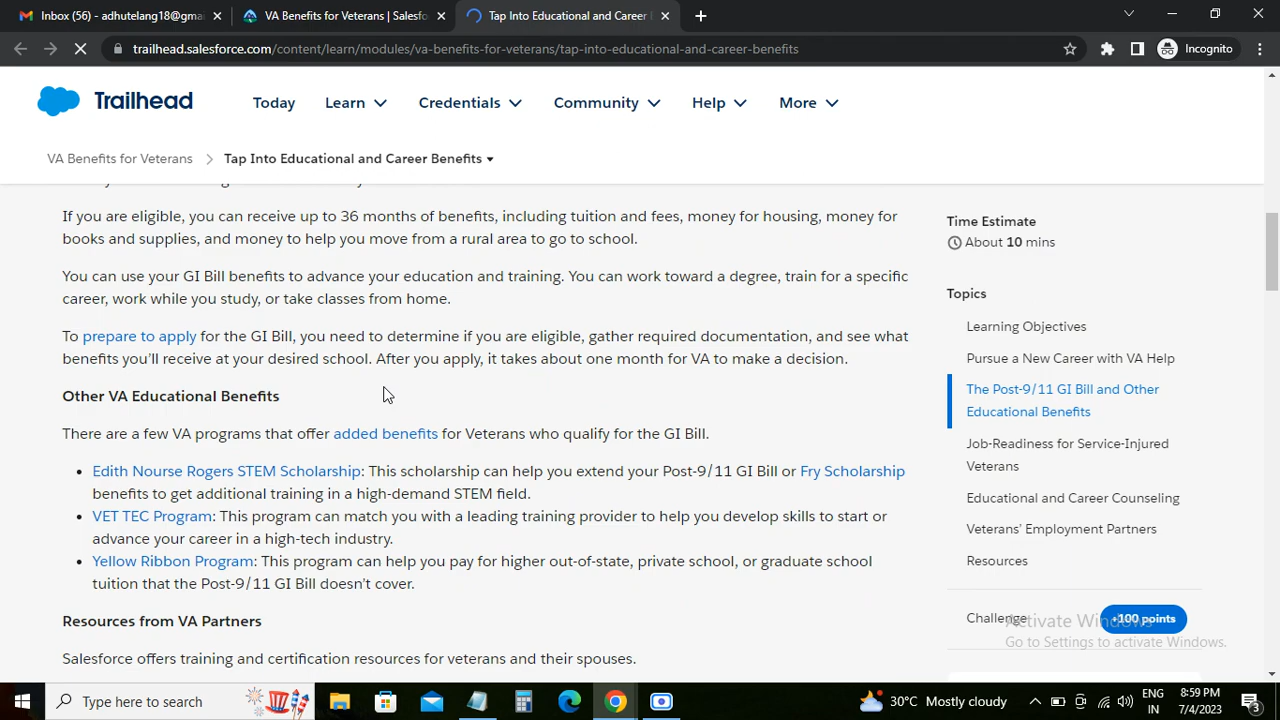 Inbox (56) - adhutelang18@gma
VA Benefits for Veterans | Salesfo
Tap Into Educational and Career
trailhead.salesforce.com/content/learn/modules/va-benefits-for-veterans/tap-into-educational-and-career-benefits
Incognito
Trailhead
Today
Learn
Credentials
Community
Help
More
VA Benefits for Veterans
Tap Into Educational and Career Benefits
If you are eligible, you can receive up to 36 months of benefits, including tuition and fees, money for housing, money for
books and supplies, and money to help you move from a rural area to go to school.
You can use your GI Bill benefits to advance your education and training. You can work toward a degree, train for a specific
career, work while you study, or take classes from home.
To prepare to apply for the GI Bill, you need to determine if you are eligible, gather required documentation, and see what
benefits you’ll receive at your desired school. After you apply, it takes about one month for VA to make a decision.
Other VA Educational Benefits
There are a few VA programs that offer added benefits for Veterans who qualify for the GI Bill.
• Edith Nourse Rogers STEM Scholarship: This scholarship can help you extend your Post-9/11 GI Bill or Fry Scholarship
benefits to get additional training in a high-demand STEM field.
• VET TEC Program: This program can match you with a leading training provider to help you develop skills to start or
advance your career in a high-tech industry.
• Yellow Ribbon Program: This program can help you pay for higher out-of-state, private school, or graduate school
tuition that the Post-9/11 GI Bill doesn’t cover.
Resources from VA Partners
Salesforce offers training and certification resources for veterans and their spouses.
Time Estimate
About 10 mins
Topics
Learning Objectives
Pursue a New Career with VA Help
The Post-9/11 GI Bill and Other
Educational Benefits
Job-Readiness for Service-Injured
Veterans
Educational and Career Counseling
Veterans’ Employment Partners
Resources
Challenge
+100 points
Activate Windows
Go to Settings to activate Windows.
Type here to search
30°C Mostly cloudy
ENG
IN
8:59 PM
7/4/2023
3